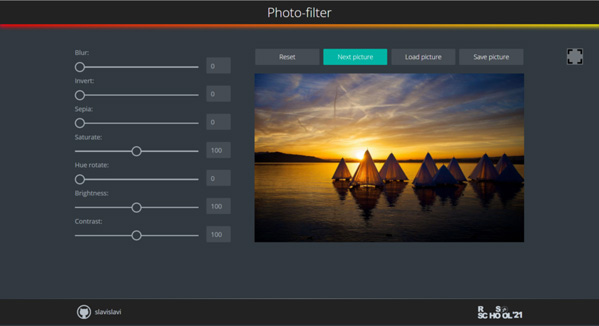 Photo-filter
Blur:
0
Invert:
0
Sepia:
0
Saturate:
100
Hue rotate:
0
Brightness:
100
Contrast:
100
Reset
Next picture
Load picture
Save picture
slavislavi
RS
SCHOOL'21